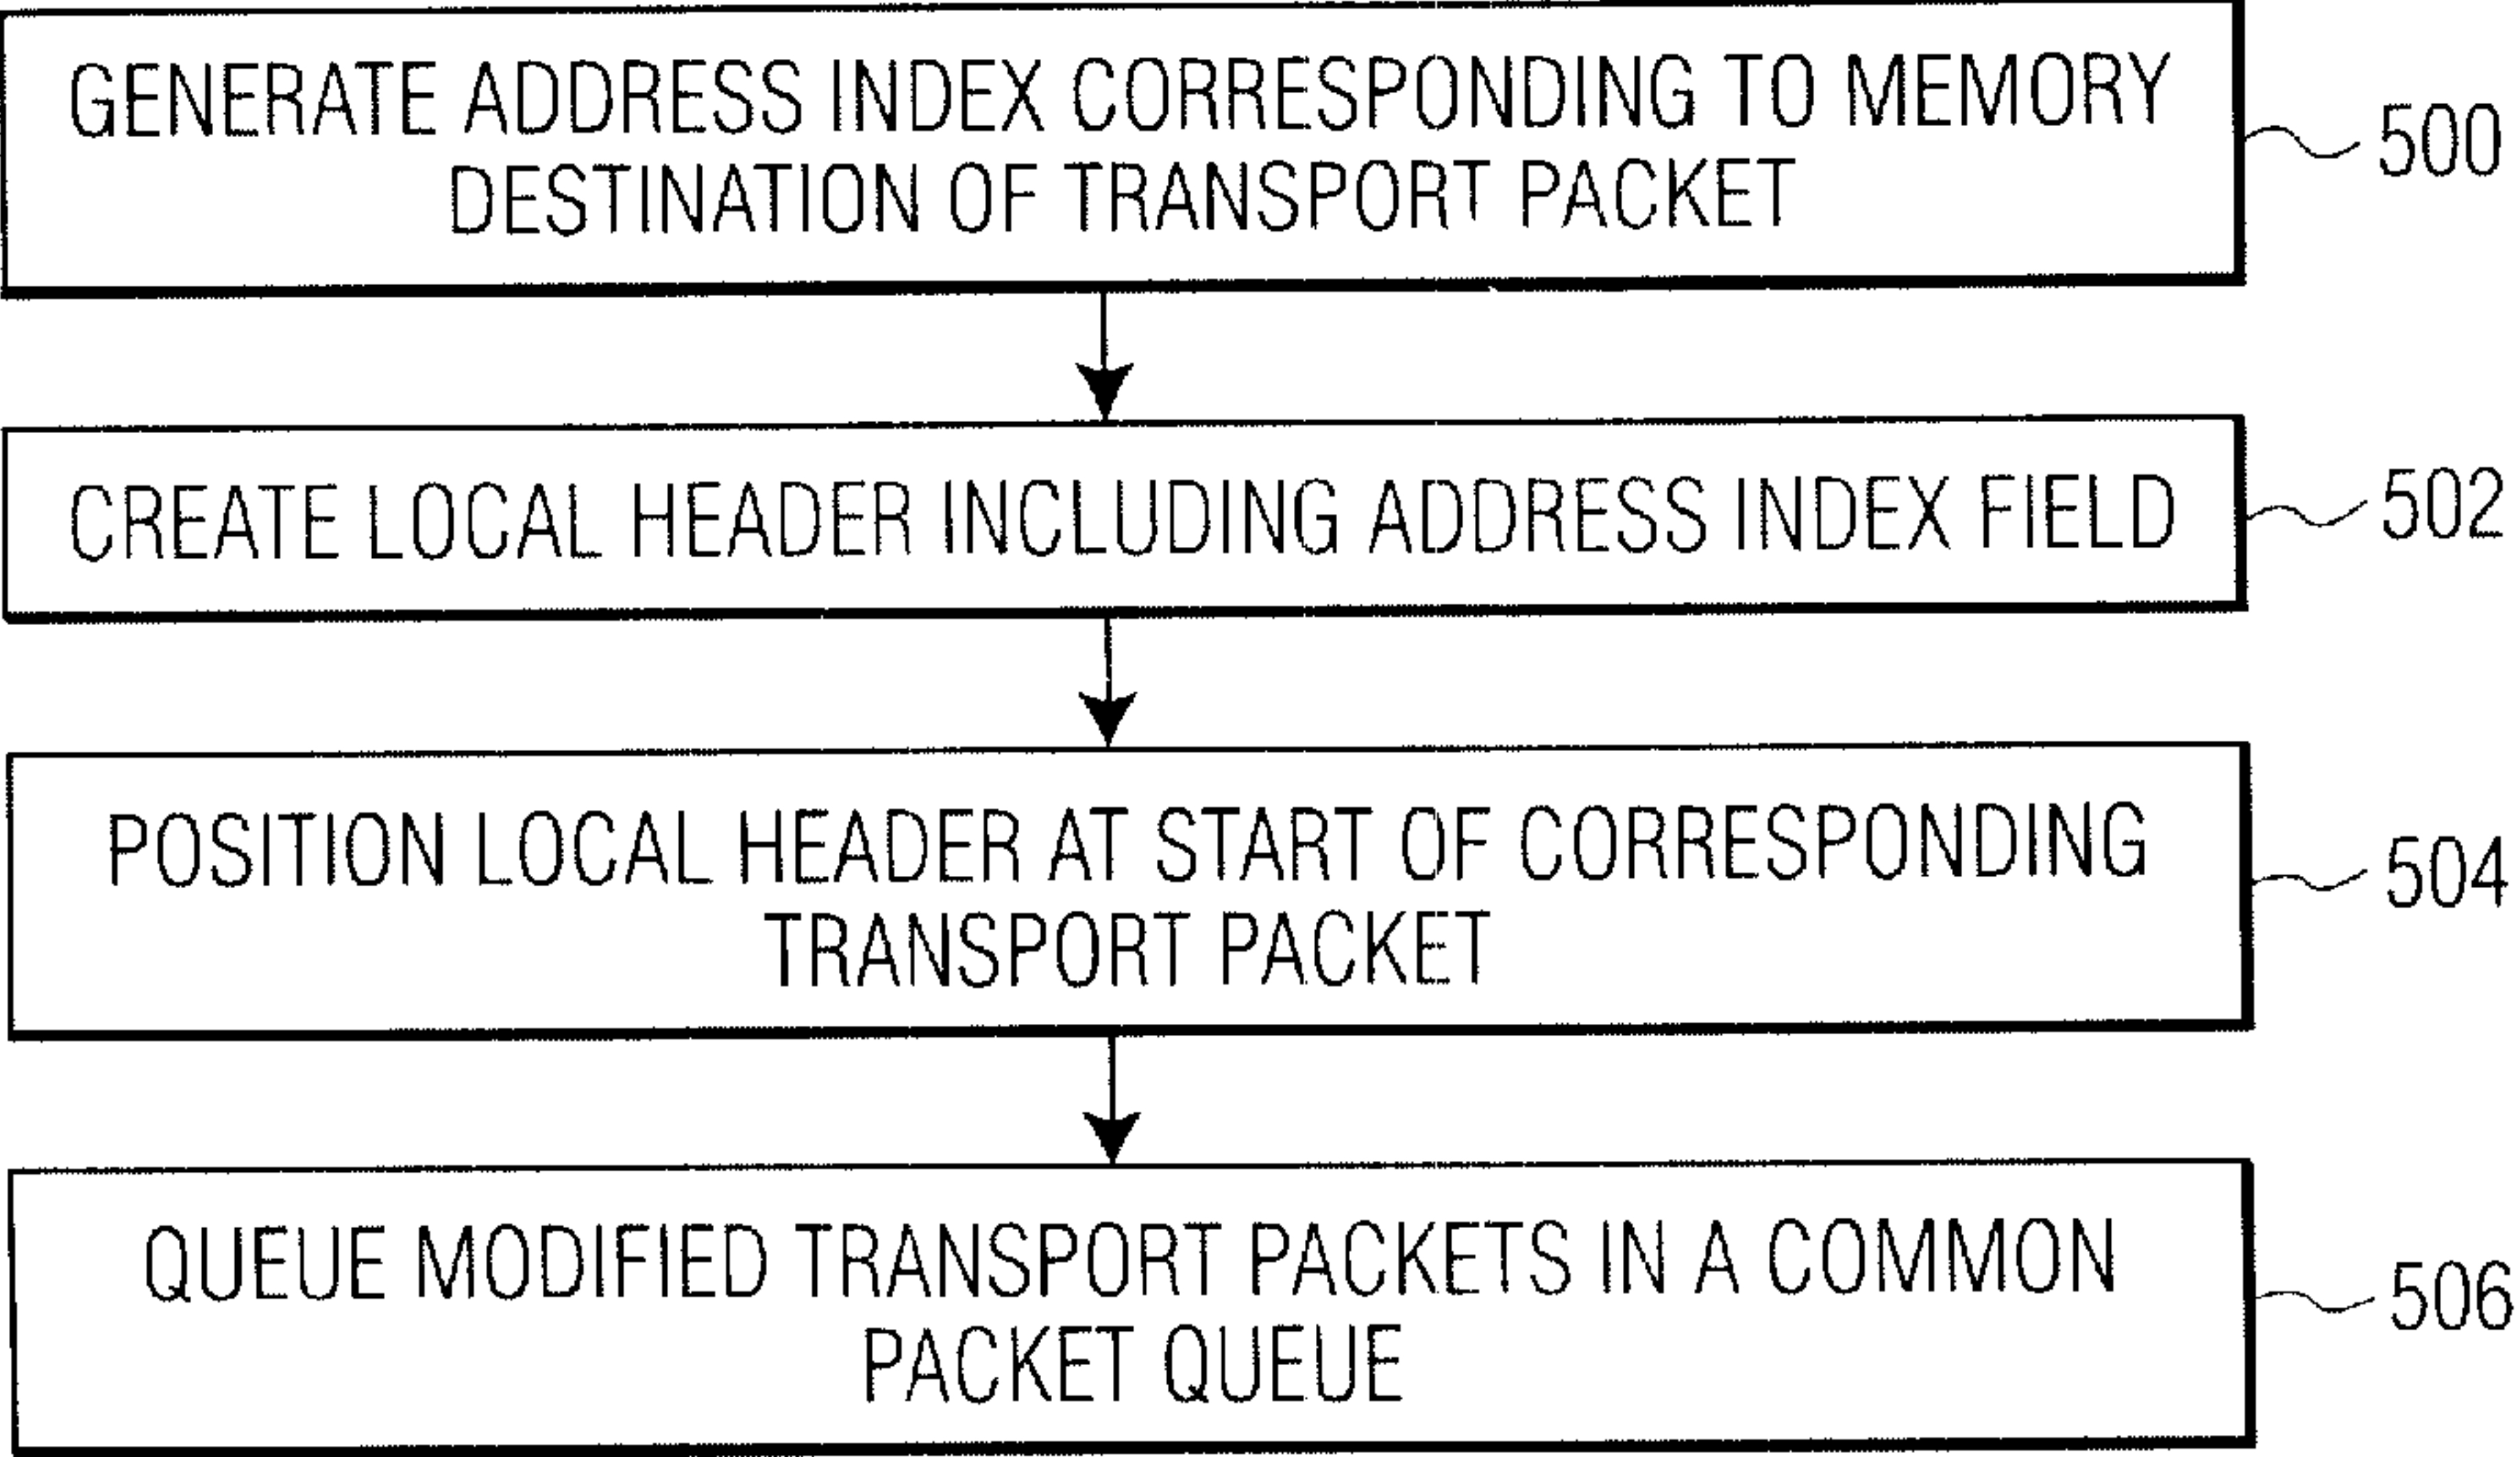 GENERATE ADDRESS INDEX CORRESPONDING TO MEMORY
DESTINATION OF TRANSPORT PACKET
500
CREATE LOCAL HEADER INCLUDING ADDRESS INDEX FIELD
502
POSITION LOCAL HEADER AT START OF CORRESPONDING
TRANSPORT PACKET
504
QUEUE MODIFIED TRANSPORT PACKETS IN A COMMON
PACKET QUEUE
506